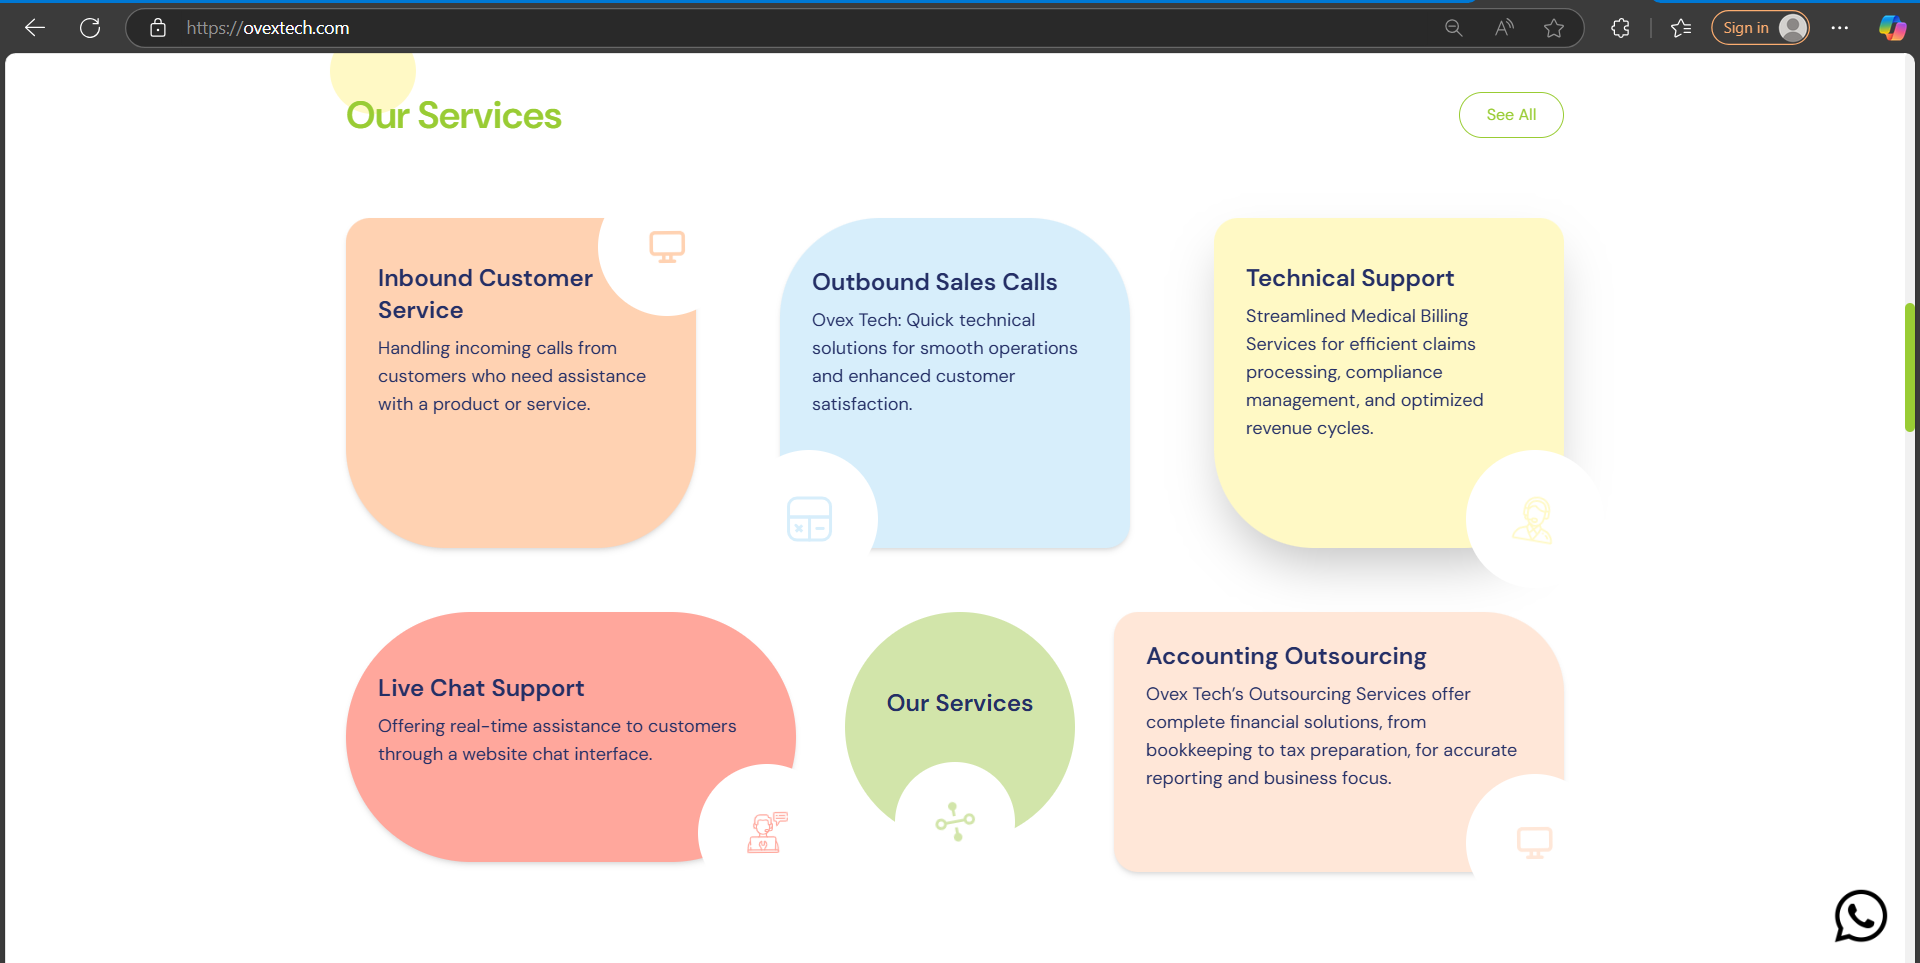 https://ovextech.com
Sign in
Our Services
See All
Inbound Customer
Service
Handling incoming calls from
customers who need assistance
with a product or service.
Outbound Sales Calls
Ovex Tech: Quick technical
solutions for smooth operations
and enhanced customer
satisfaction.
Technical Support
Streamlined Medical Billing
Services for efficient claims
processing, compliance
management, and optimized
revenue cycles.
Live Chat Support
Offering real-time assistance to customers
through a website chat interface.
Our Services
Accounting Outsourcing
Ovex Tech’s Outsourcing Services offer
complete financial solutions, from
bookkeeping to tax preparation, for accurate
reporting and business focus.